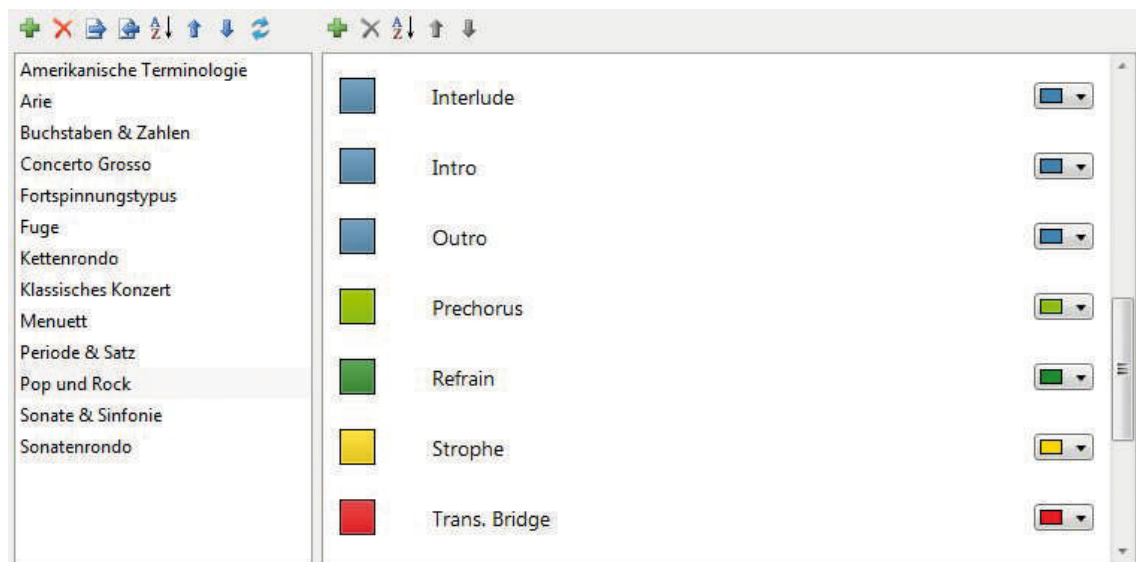 Amerikanische Terminologie
Arie
Buchstaben & Zahlen
Concerto Grosso
Fortspinnungstypus
Fuge
Kettenrondo
Klassisches Konzert
Menuett
Periode & Satz
Pop und Rock
Sonate & Sinfonie
Sonatenrondo
Interlude
Intro
Outro
Prechorus
Refrain
Strophe
Trans. Bridge